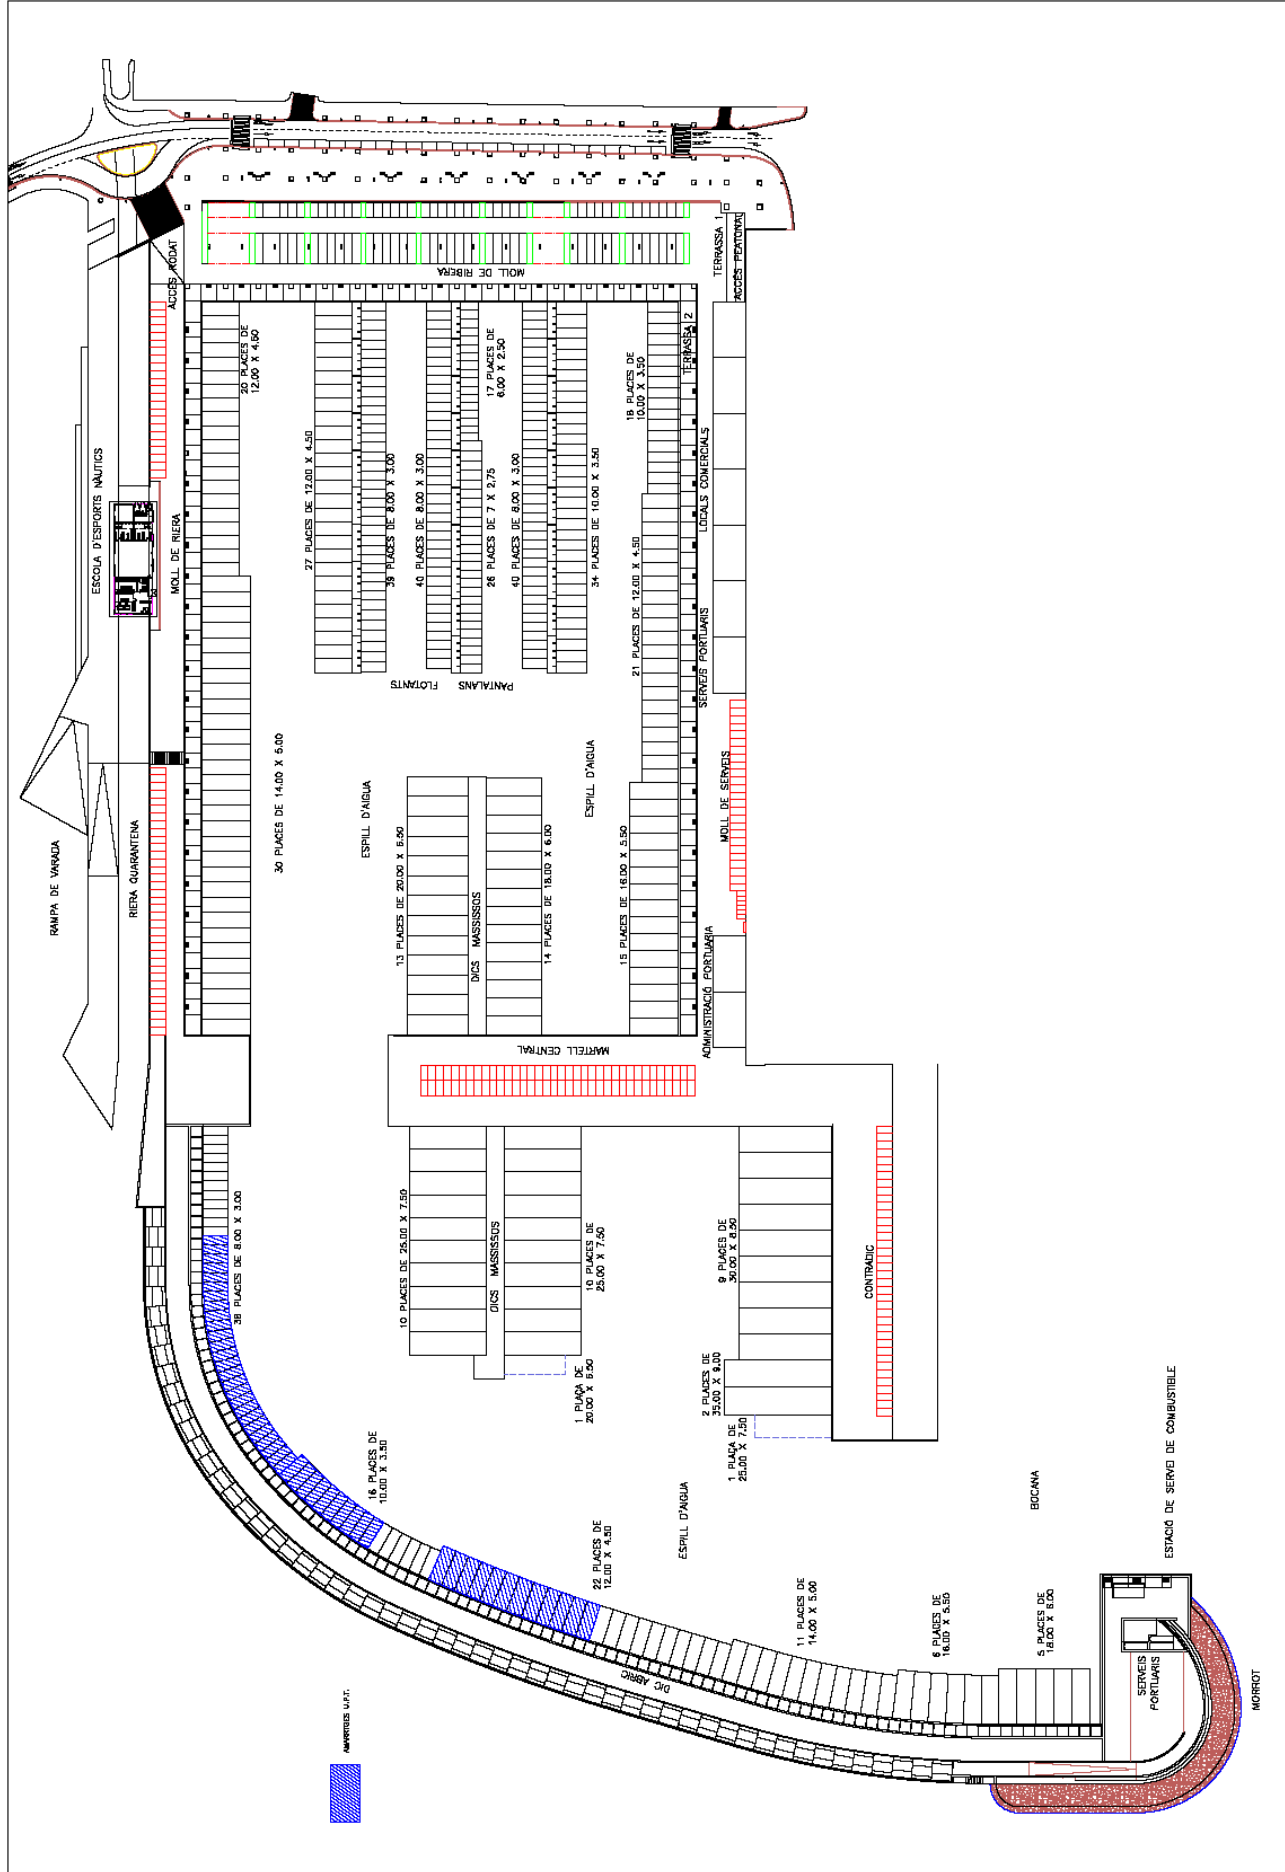 ACCÉS RODAT
MOLL DE RIBERA
TERRASSA 1
ACCÉS PEATONAL
20 PLACES DE
12.00 X 4.50
17 PLACES DE
6.00 X 2.50
18 PLACES DE
10.00 X 3.50
TERRASSA 2
ESCOLA D'ESPORTS NÀUTICS
MOLL DE RIERA
27 PLACES DE 12.00 X 4.50
39 PLACES DE 8.00 X 3.00
40 PLACES DE 8.00 X 3.00
26 PLACES DE 7 X 2,75
40 PLACES DE 8.00 X 3.00
34 PLACES DE 10.00 X 3.50
21 PLACES DE 12.00 X 4.50
LOCALS COMERCIALS
SERVEIS PORTUARIS
PANTALANS FLOTANTS
RAMPA DE VARADA
RIERA QUARANTENA
30 PLACES DE 14.00 X 5.00
ESPILL D'AIGUA
ESPILL D'AIGUA
MOLL DE SERVEIS
13 PLACES DE 20.00 X 6.50
DICS MASSISSOS
14 PLACES DE 18.00 X 6.00
15 PLACES DE 16.00 X 5.50
ADMINISTRACIÓ PORTUARIA
MARTELL CENTRAL
38 PLACES DE 8.00 X 3.00
10 PLACES DE 25.00 X 7.50
DICS MASSISSOS
10 PLACES DE
25.00 X 7.50
9 PLACES DE
30.00 X 8.50
CONTRADIC
1 PLAÇA DE
20.00 X 6.50
2 PLACES DE
35.00 X 9.00
1 PLAÇA DE
25.00 X 7.50
16 PLACES DE
10.00 X 3.50
ESPILL D'AIGUA
BOCANA
ESTACIÓ DE SERVEI DE COMBUSTIBLE
22 PLACES DE
12.00 X 4.50
11 PLACES DE
14.00 X 5.00
6 PLACES DE
16.00 X 5.50
5 PLACES DE
18.00 X 6.00
DIC ABRIC
SERVEIS
PORTUARIS
MORROT
AMARRES U.P.T.